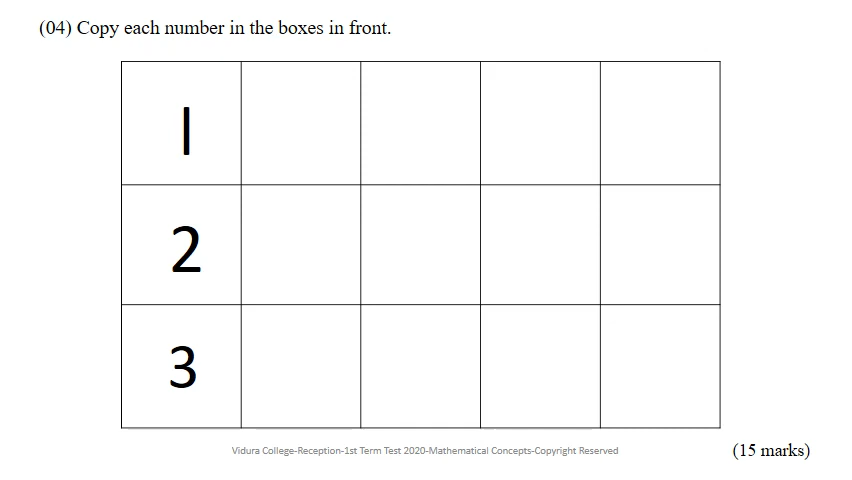 (04) Copy each number in the boxes in front.
1
2
3
Vidura College-Reception-1st Term Test 2020-Mathematical Concepts-Copyright Reserved
(15 marks)